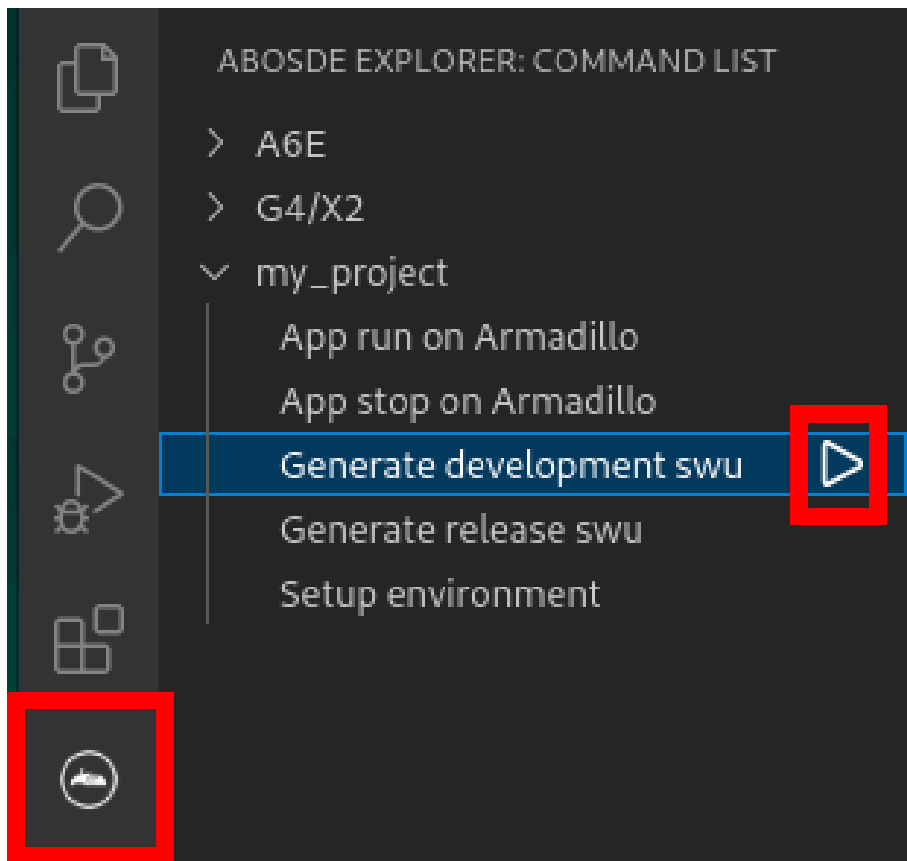 ABOSDE EXPLORER: COMMAND LIST
A6E
G4/X2
my_project
App run on Armadillo
App stop on Armadillo
Generate development swu
Generate release swu
Setup environment